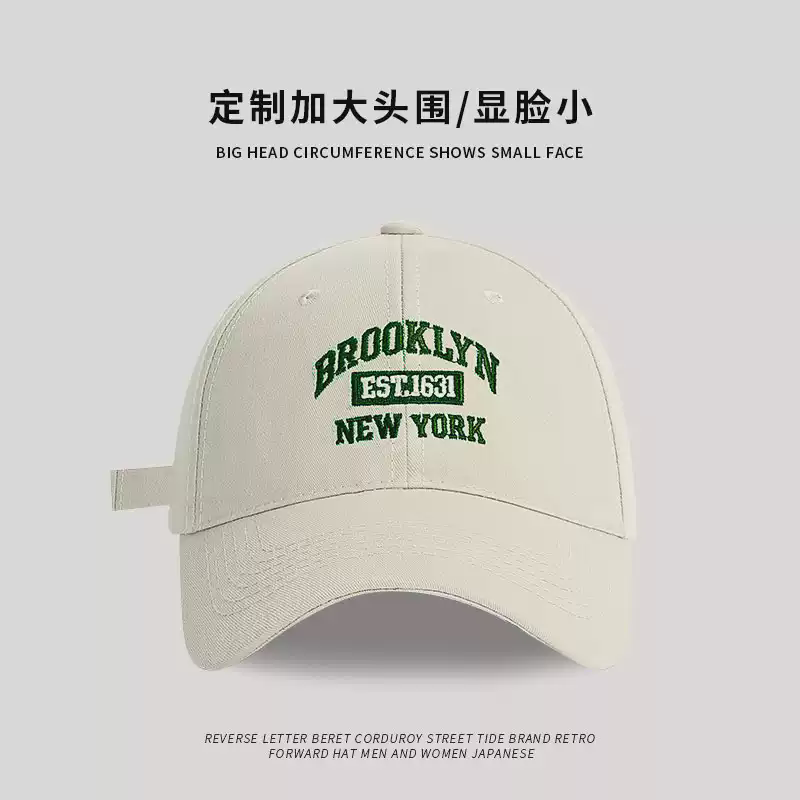 定制加大头围/显脸小
BIG HEAD CIRCUMFERENCE SHOWS SMALL FACE
BROOKLYN
EST.1631
NEW YORK
REVERSE LETTER BERET CORDUROY STREET TIDE BRAND RETRO
FORWARD HAT MEN AND WOMEN JAPANESE